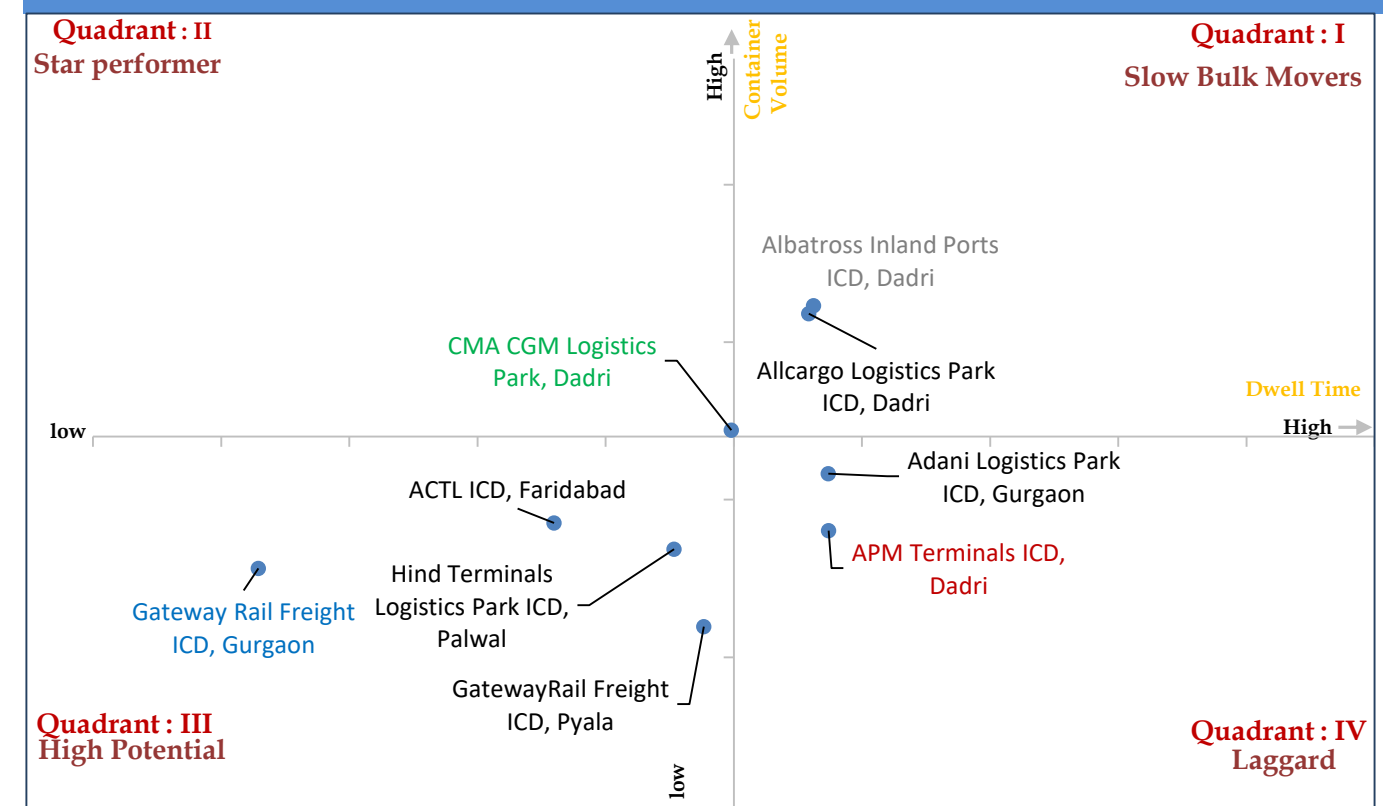 Quadrant : II
Star performer
High
Container
Volume
Quadrant : I
Slow Bulk Movers
Albatross Inland Ports
ICD, Dadri
CMA CGM Logistics
Park, Dadri
Allcargo Logistics Park
ICD, Dadri
Dwell Time
low
High
Adani Logistics Park
ICD, Gurgaon
ACTL ICD, Faridabad
APM Terminals ICD,
Dadri
Hind Terminals
Logistics Park ICD,
Palwal
Gateway Rail Freight
ICD, Gurgaon
GatewayRail Freight
ICD, Pyala
Quadrant : III
High Potential
low
Quadrant : IV
Laggard